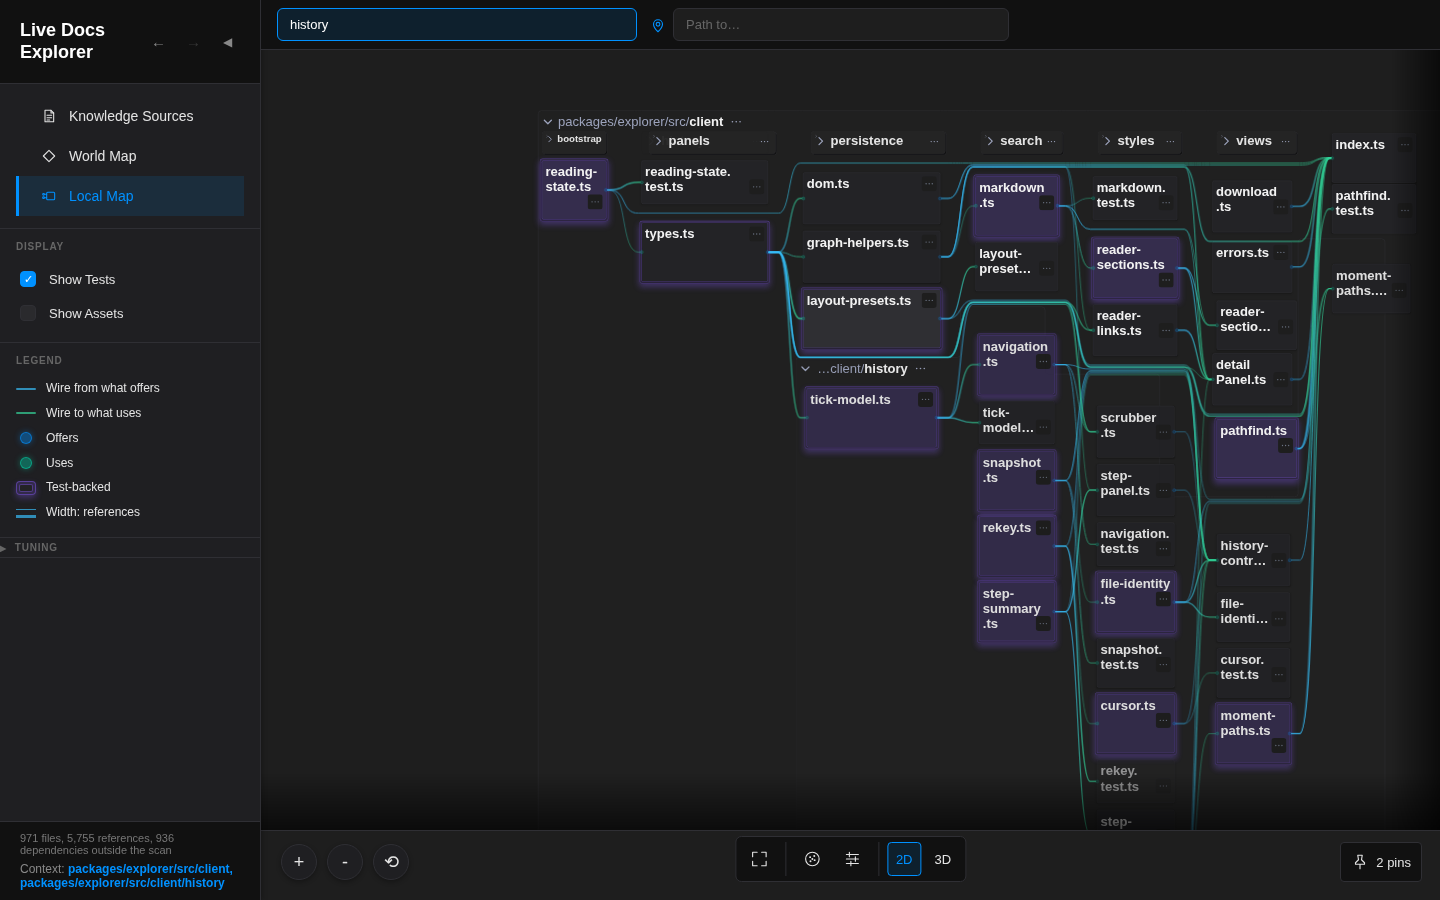 Live Docs
Explorer
← → ◀
history
Path to…
Knowledge Sources
World Map
Local Map
DISPLAY
Show Tests
Show Assets
LEGEND
Wire from what offers
Wire to what uses
Offers
Uses
Test-backed
Width: references
TUNING
971 files, 5,755 references, 936
dependencies outside the scan
Context: packages/explorer/src/client,
packages/explorer/src/client/history
packages/explorer/src/client ···
bootstrap
panels ···
persistence ···
search ···
styles ···
views ···
index.ts ···
reading-
state.ts
···
reading-state.
test.ts ···
types.ts ···
dom.ts ···
graph-helpers.ts ···
layout-presets.ts ···
…client/history ···
tick-model.ts ···
markdown
.ts ···
layout-
preset… ···
navigation
.ts ···
tick-
model… ···
snapshot
.ts ···
rekey.ts ···
step-
summary
.ts ···
markdown.
test.ts ···
reader-
sections.ts
···
reader-
links.ts ···
scrubber
.ts ···
step-
panel.ts ···
navigation.
test.ts ···
file-identity
.ts ···
snapshot.
test.ts ···
cursor.ts
···
rekey.
test.ts ···
step-
download
.ts ···
errors.ts ···
reader-
sectio… ···
detail
Panel.ts ···
pathfind.ts
···
history-
contr… ···
file-
identi… ···
cursor.
test.ts ···
moment-
paths.ts
···
pathfind.
test.ts ···
moment-
paths.… ···
+
-
⟲
2D
3D
2 pins